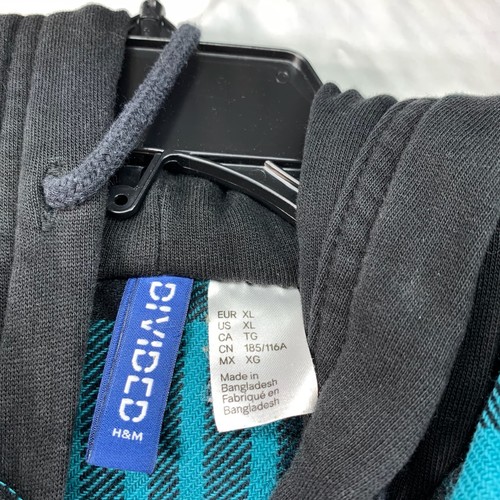 DIVIDED
H&M
EUR XL
US XL
CA TG
CN 185/116A
MX XG
Made in
Bangladesh
Fabriqué en
Bangladesh